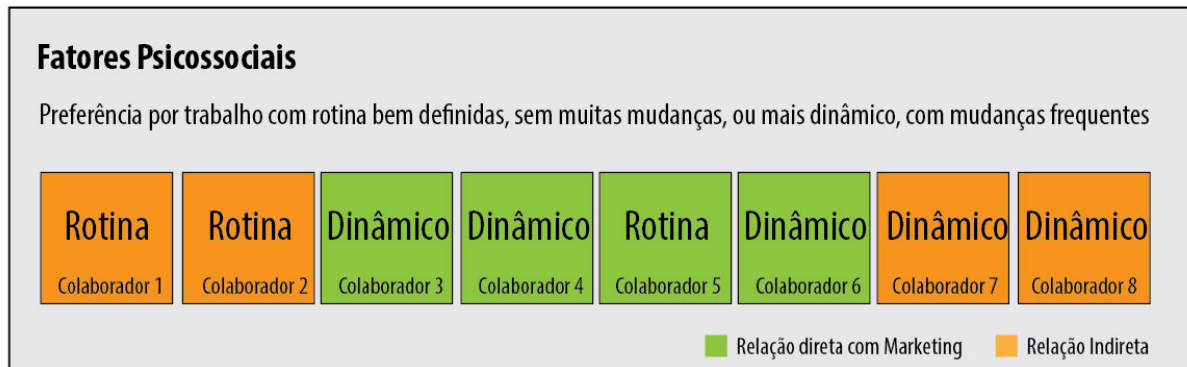 Fatores Psicossociais
Preferência por trabalho com rotina bem definidas, sem muitas mudanças, ou mais dinâmico, com mudanças frequentes
Rotina Rotina Dinâmico Dinâmico Rotina Dinâmico Dinâmico Dinâmico
Colaborador 1 Colaborador 2 Colaborador 3 Colaborador 4 Colaborador 5 Colaborador 6 Colaborador 7 Colaborador 8
Relação direta com Marketing Relação Indireta